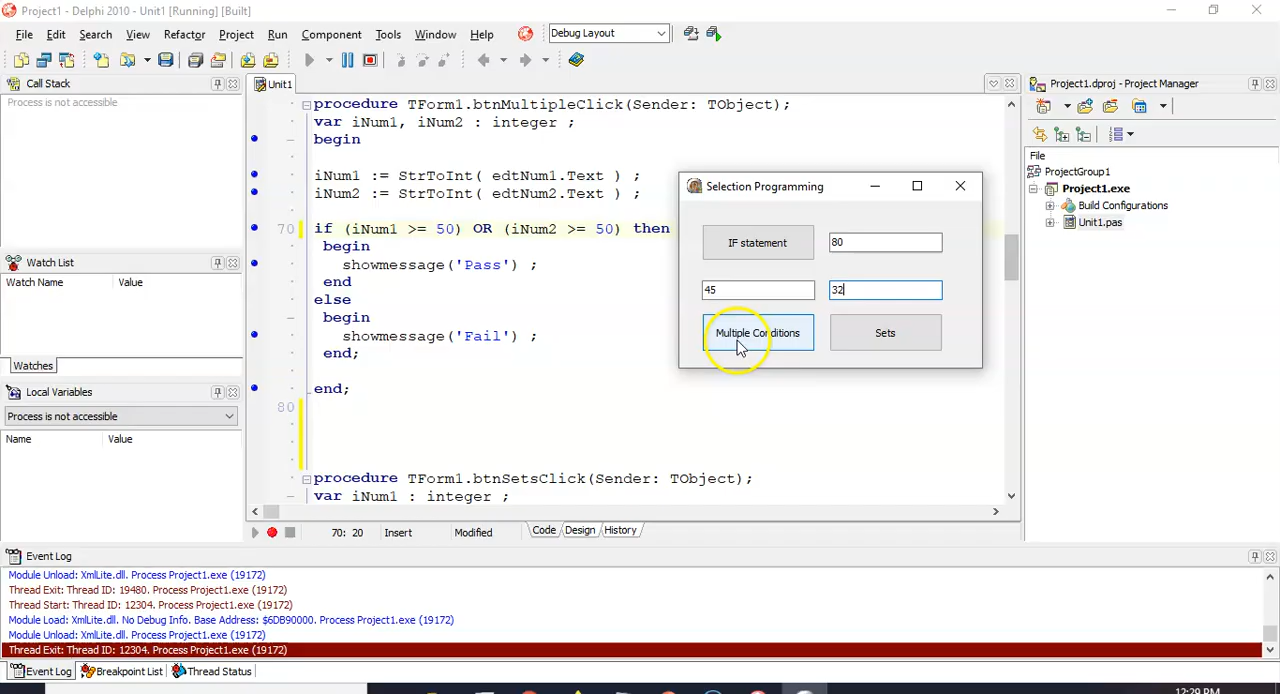 Project1 - Delphi 2010 - Unit1 [Running] [Built]
File Edit Search View Refactor Project Run Component Tools Window Help Debug Layout
Call Stack
Process is not accessible
Watch List
Watch Name Value
Watches
Local Variables
Process is not accessible
Name Value
Unit1
procedure TForm1.btnMultipleClick(Sender: TObject);
var iNum1, iNum2 : integer ;
begin
iNum1 := StrToInt( edtNum1.Text ) ;
iNum2 := StrToInt( edtNum2.Text ) ;
70 if (iNum1 >= 50) OR (iNum2 >= 50) then
begin
showmessage('Pass') ;
end
else
begin
showmessage('Fail') ;
end;
end;
80
procedure TForm1.btnSetsClick(Sender: TObject);
var iNum1 : integer ;
70: 20 Insert Modified Code Design History
Selection Programming
IF statement 80
45 32
Multiple Conditions Sets
Project1.dproj - Project Manager
File
ProjectGroup1
Project1.exe
Build Configurations
Unit1.pas
Event Log
Module Unload: XmlLite.dll. Process Project1.exe (19172)
Thread Exit: Thread ID: 19480. Process Project1.exe (19172)
Thread Start: Thread ID: 12304. Process Project1.exe (19172)
Module Load: XmlLite.dll. No Debug Info. Base Address: $6DB90000. Process Project1.exe (19172)
Module Unload: XmlLite.dll. Process Project1.exe (19172)
Thread Exit: Thread ID: 12304. Process Project1.exe (19172)
Event Log Breakpoint List Thread Status
12:29 PM